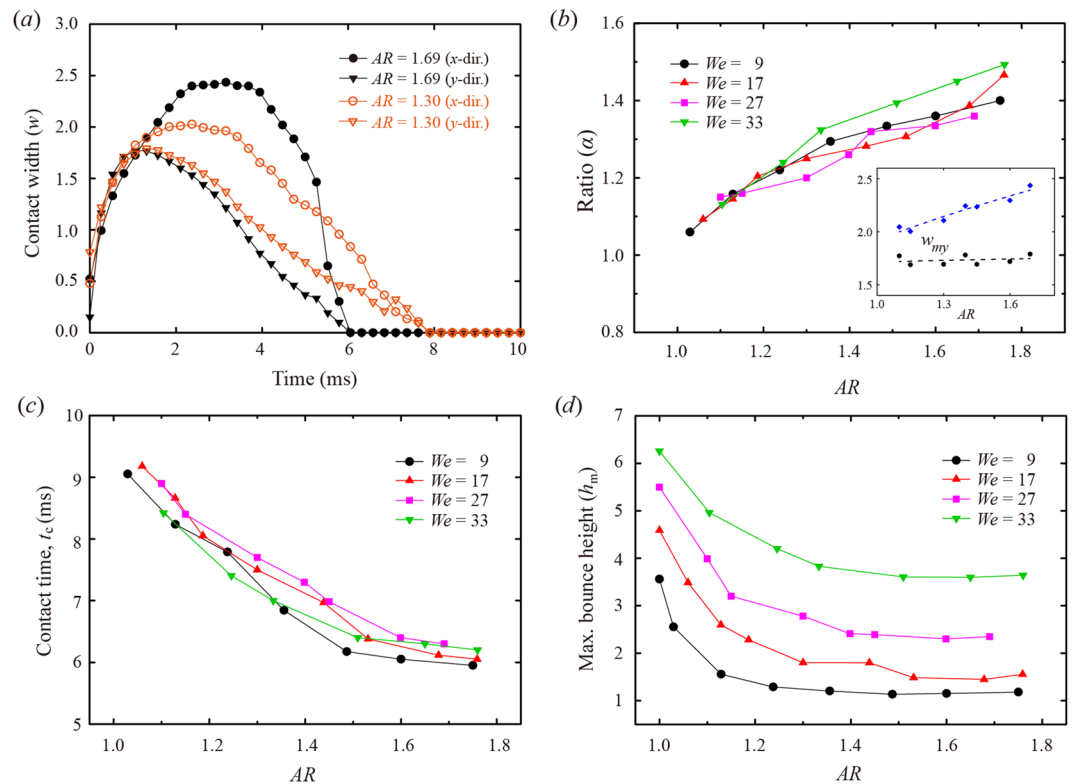 (a)
3.0
2.5
2.0
1.5
1.0
0.5
0.0
Contact width (w)
0 2 4 6 8 10
Time (ms)
AR = 1.69 (x-dir.)
AR = 1.69 (y-dir.)
AR = 1.30 (x-dir.)
AR = 1.30 (y-dir.)
(b)
1.6
1.4
1.2
1.0
0.8
Ratio (α)
1.0 1.2 1.4 1.6 1.8
AR
We = 9
We = 17
We = 27
We = 33
2.5
2.0
1.5
w_my
1.0 1.3 1.6
AR
(c)
10
9
8
7
6
5
Contact time, t_c (ms)
1.0 1.2 1.4 1.6 1.8
AR
We = 9
We = 17
We = 27
We = 33
(d)
7
6
5
4
3
2
1
Max. bounce height (h_m)
1.0 1.2 1.4 1.6 1.8
AR
We = 9
We = 17
We = 27
We = 33